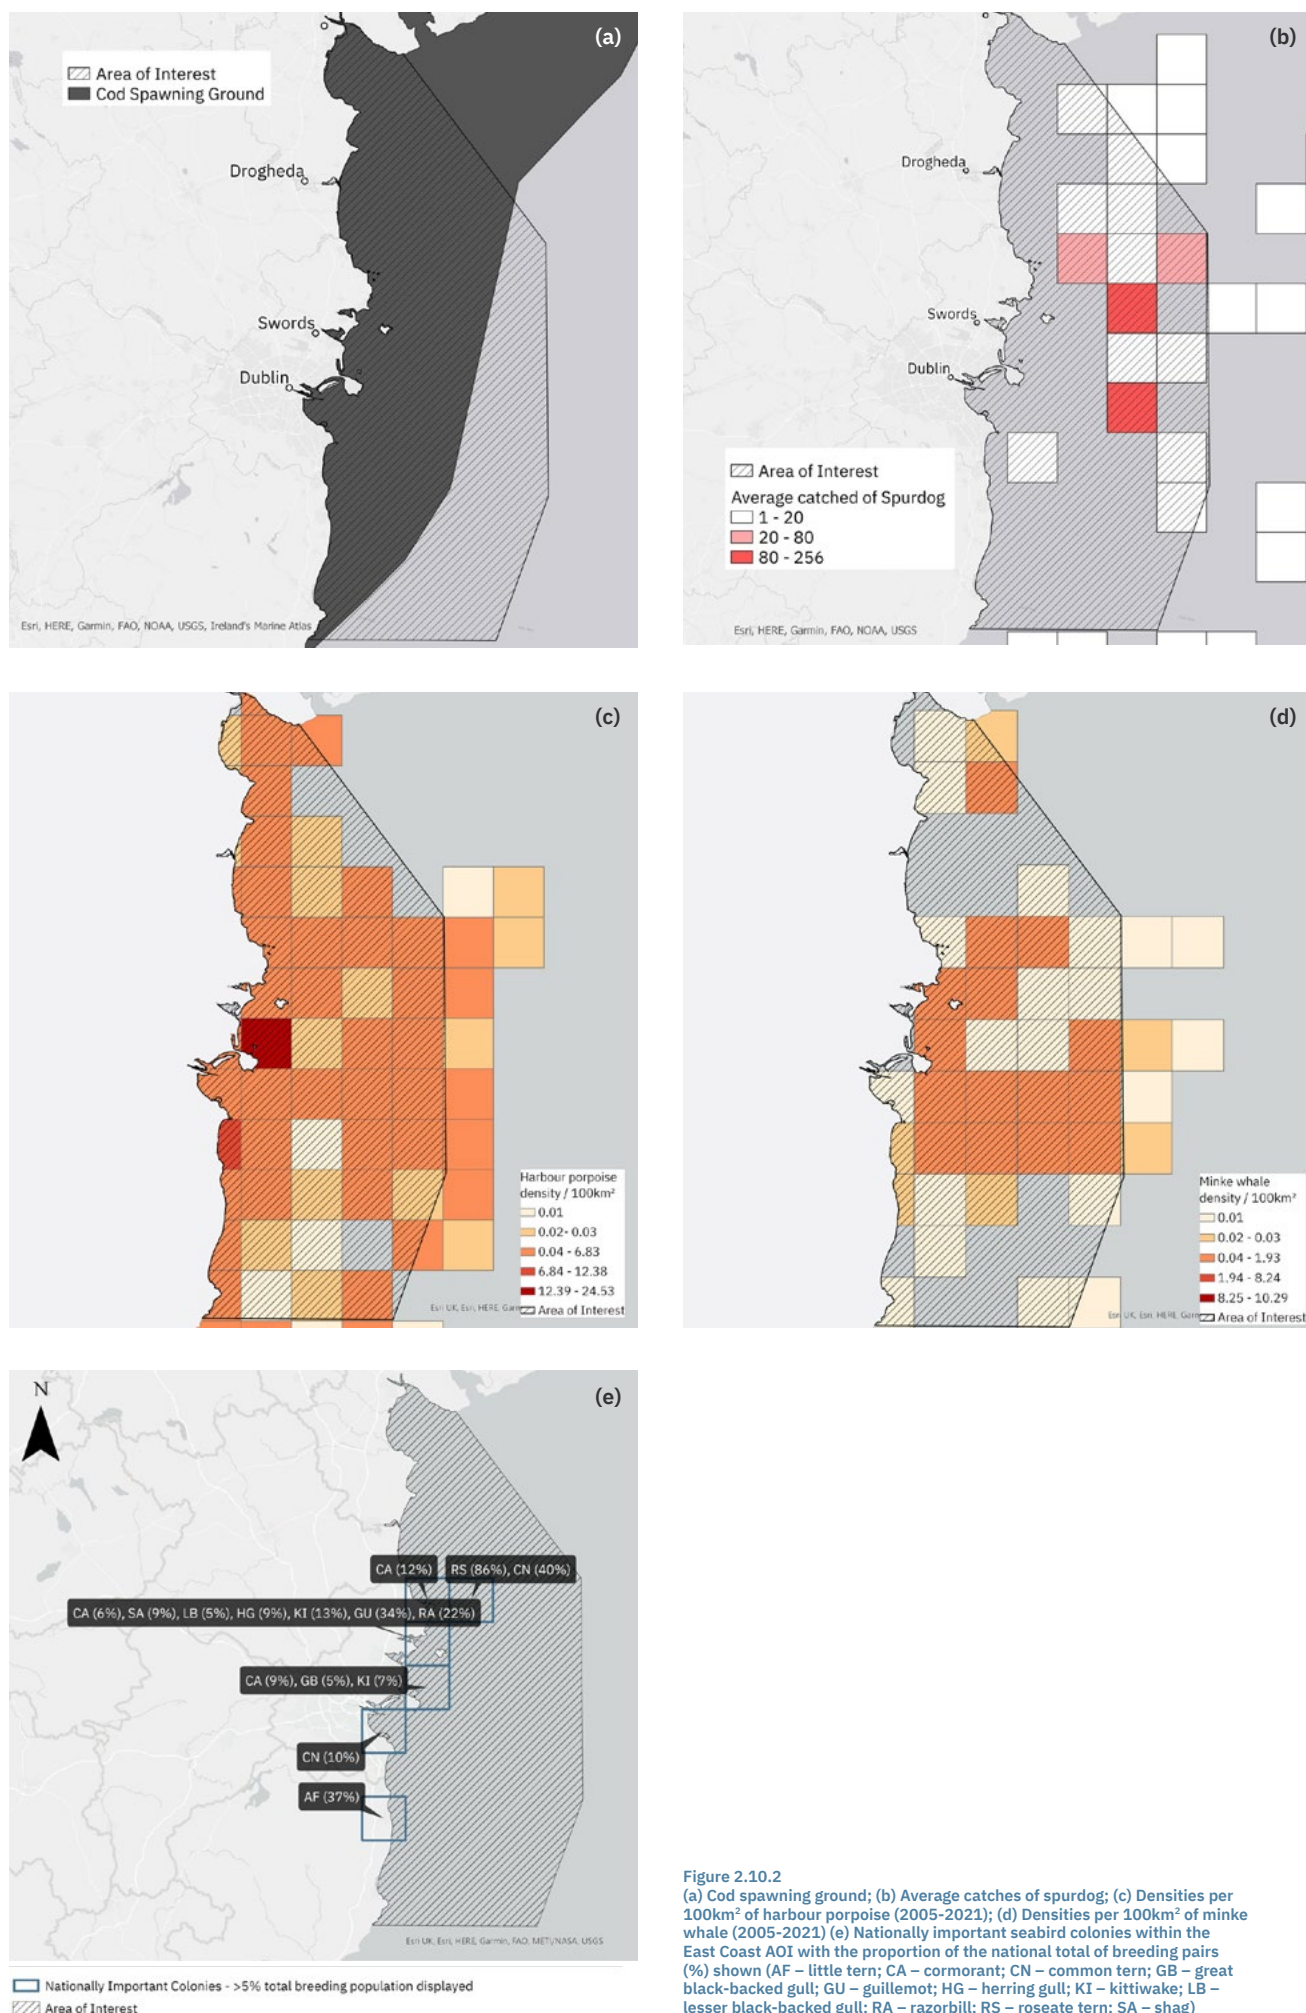 (a)
Area of Interest
Cod Spawning Ground
Drogheda
Swords
Dublin
Esri, HERE, Garmin, FAO, NOAA, USGS, Ireland's Marine Atlas
(b)
Drogheda
Swords
Dublin
Area of Interest
Average catched of Spurdog
1 - 20
20 - 80
80 - 256
Esri, HERE, Garmin, FAO, NOAA, USGS
(c)
Harbour porpoise
density / 100km²
0.01
0.02- 0.03
0.04 - 6.83
6.84 - 12.38
12.39 - 24.53
Area of Interest
Esri UK, Esri, HERE, Garm
(d)
Minke whale
density / 100km²
0.01
0.02 - 0.03
0.04 - 1.93
1.94 - 8.24
8.25 - 10.29
Area of Interest
Esri UK, Esri, HERE, Garm
N
(e)
CA (12%)
RS (86%), CN (40%)
CA (6%), SA (9%), LB (5%), HG (9%), KI (13%), GU (34%), RA (22%)
CA (9%), GB (5%), KI (7%)
CN (10%)
AF (37%)
Esri UK, Esri, HERE, Garmin, FAO, METI/NASA, USGS
Nationally Important Colonies - >5% total breeding population displayed
Area of Interest
Figure 2.10.2
(a) Cod spawning ground; (b) Average catches of spurdog; (c) Densities per
100km² of harbour porpoise (2005-2021); (d) Densities per 100km² of minke
whale (2005-2021) (e) Nationally important seabird colonies within the
East Coast AOI with the proportion of the national total of breeding pairs
(%) shown (AF – little tern; CA – cormorant; CN – common tern; GB – great
black-backed gull; GU – guillemot; HG – herring gull; KI – kittiwake; LB –
lesser black-backed gull; RA – razorbill; RS – roseate tern; SA – shag)